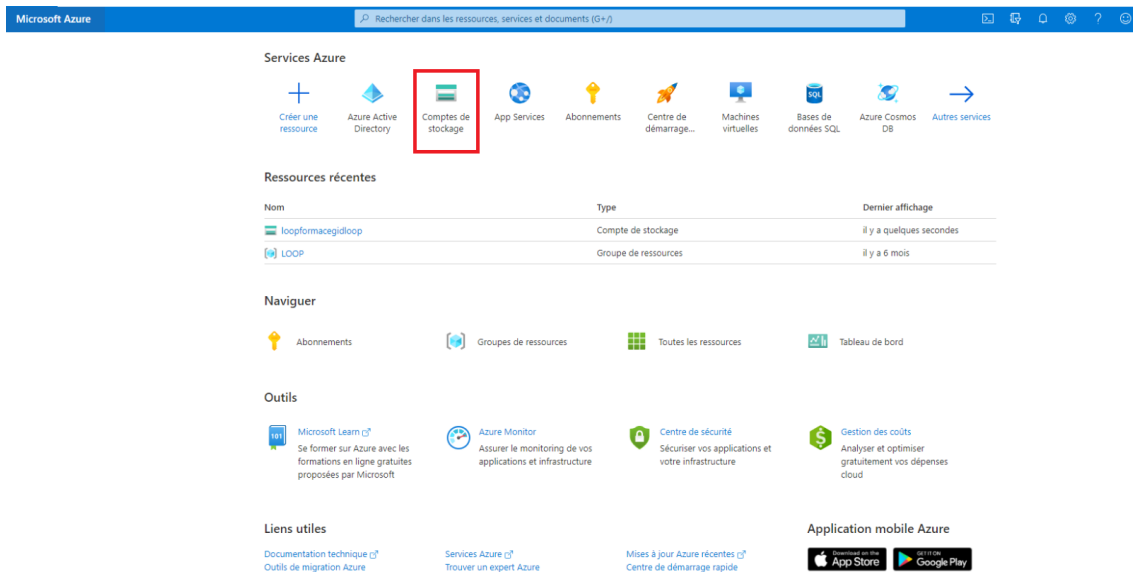 Microsoft Azure
Rechercher dans les ressources, services et documents (G+/)
Services Azure
Créer une ressource
Azure Active Directory
Comptes de stockage
App Services
Abonnements
Centre de démarrage...
Machines virtuelles
Bases de données SQL
Azure Cosmos DB
Autres services
Ressources récentes
Nom Type Dernier affichage
loopformacegidloop Compte de stockage il y a quelques secondes
LOOP Groupe de ressources il y a 6 mois
Naviguer
Abonnements Groupes de ressources Toutes les ressources Tableau de bord
Outils
101
Microsoft Learn
Se former sur Azure avec les
formations en ligne gratuites
proposées par Microsoft
Azure Monitor
Assurer le monitoring de vos
applications et infrastructure
Centre de sécurité
Sécuriser vos applications et
votre infrastructure
Gestion des coûts
Analyser et optimiser
gratuitement vos dépenses
cloud
Liens utiles
Documentation technique
Outils de migration Azure
Services Azure
Trouver un expert Azure
Mises à jour Azure récentes
Centre de démarrage rapide
Application mobile Azure
Download on the
App Store
GET IT ON
Google Play